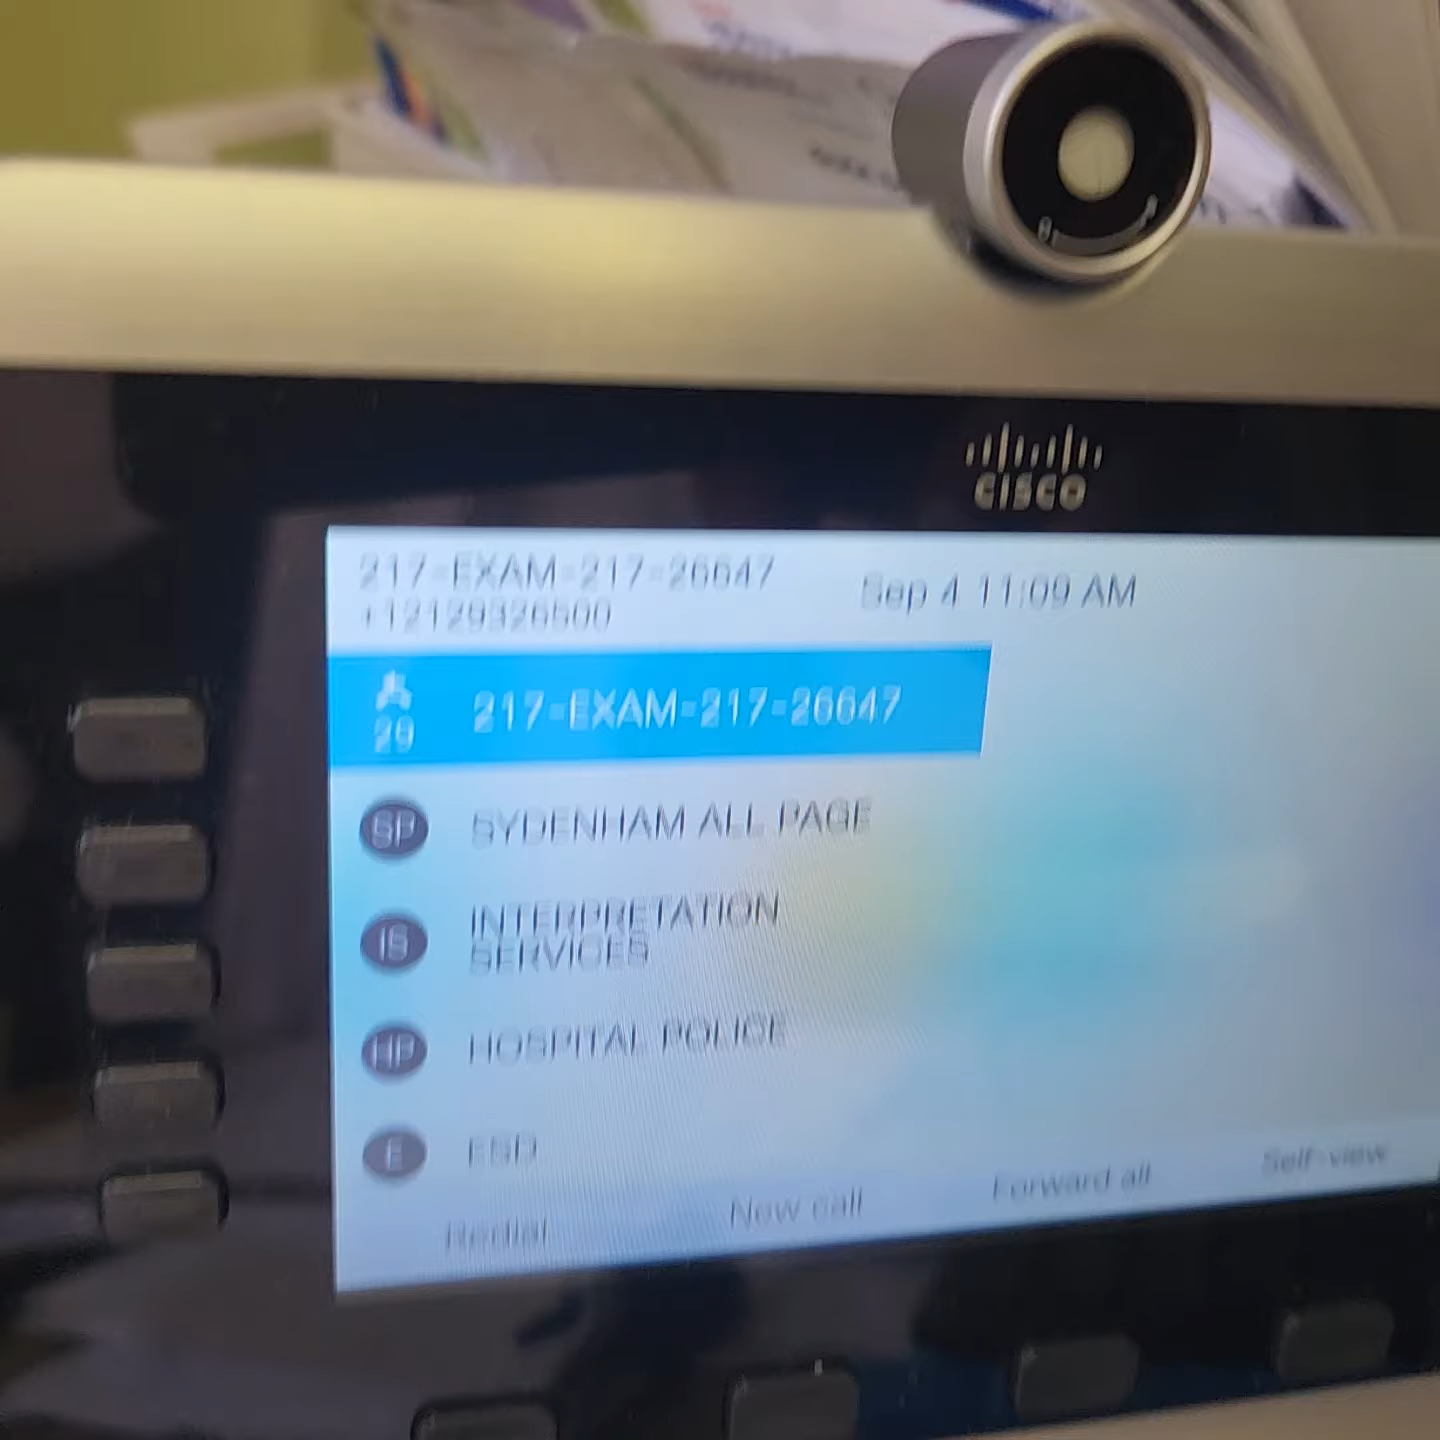 CISCO
217-EXAM-217-26647
Sep 4 11:09 AM
+12129326500
29
217-EXAM-217-26647
SP
SYDENHAM ALL PAGE
IS
INTERPRETATION
SERVICES
HP
HOSPITAL POLICE
E
ESD
Redial
New call
Forward all
Self-view